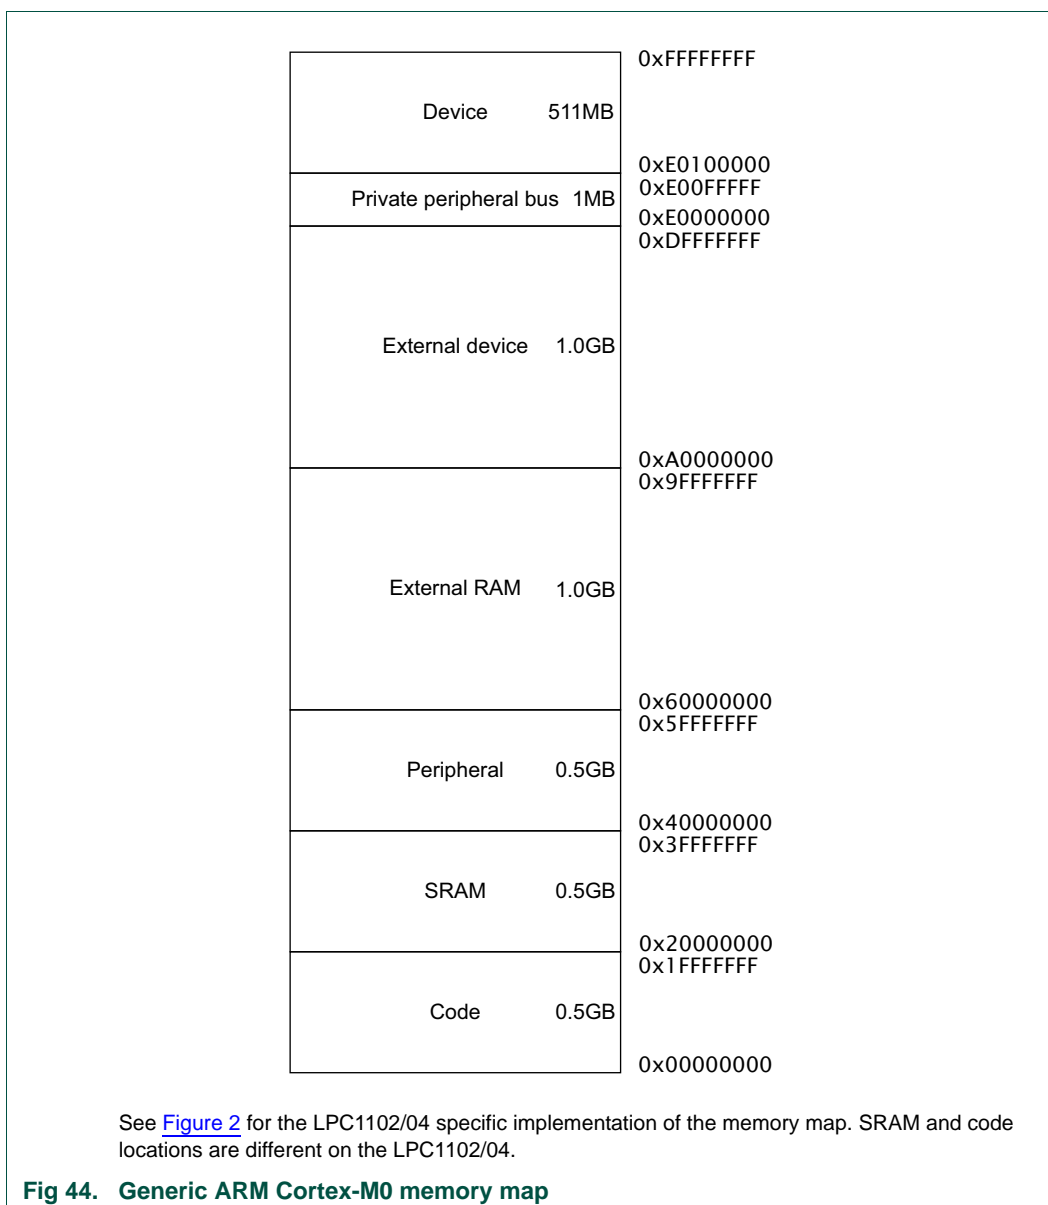 0xFFFFFFFF
Device 511MB
0xE0100000
0xE00FFFFF
Private peripheral bus 1MB
0xE0000000
0xDFFFFFFF
External device 1.0GB
0xA0000000
0x9FFFFFFF
External RAM 1.0GB
0x60000000
0x5FFFFFFF
Peripheral 0.5GB
0x40000000
0x3FFFFFFF
SRAM 0.5GB
0x20000000
0x1FFFFFFF
Code 0.5GB
0x00000000
See Figure 2 for the LPC1102/04 specific implementation of the memory map. SRAM and code
locations are different on the LPC1102/04.
Fig 44. Generic ARM Cortex-M0 memory map